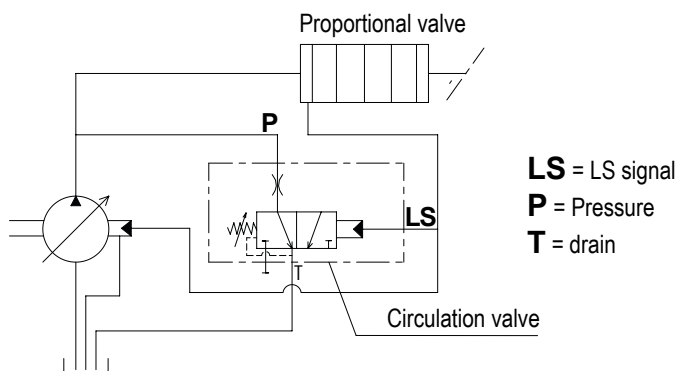 Proportional valve
P
LS = LS signal
P = Pressure
T = drain
LS
T
Circulation valve